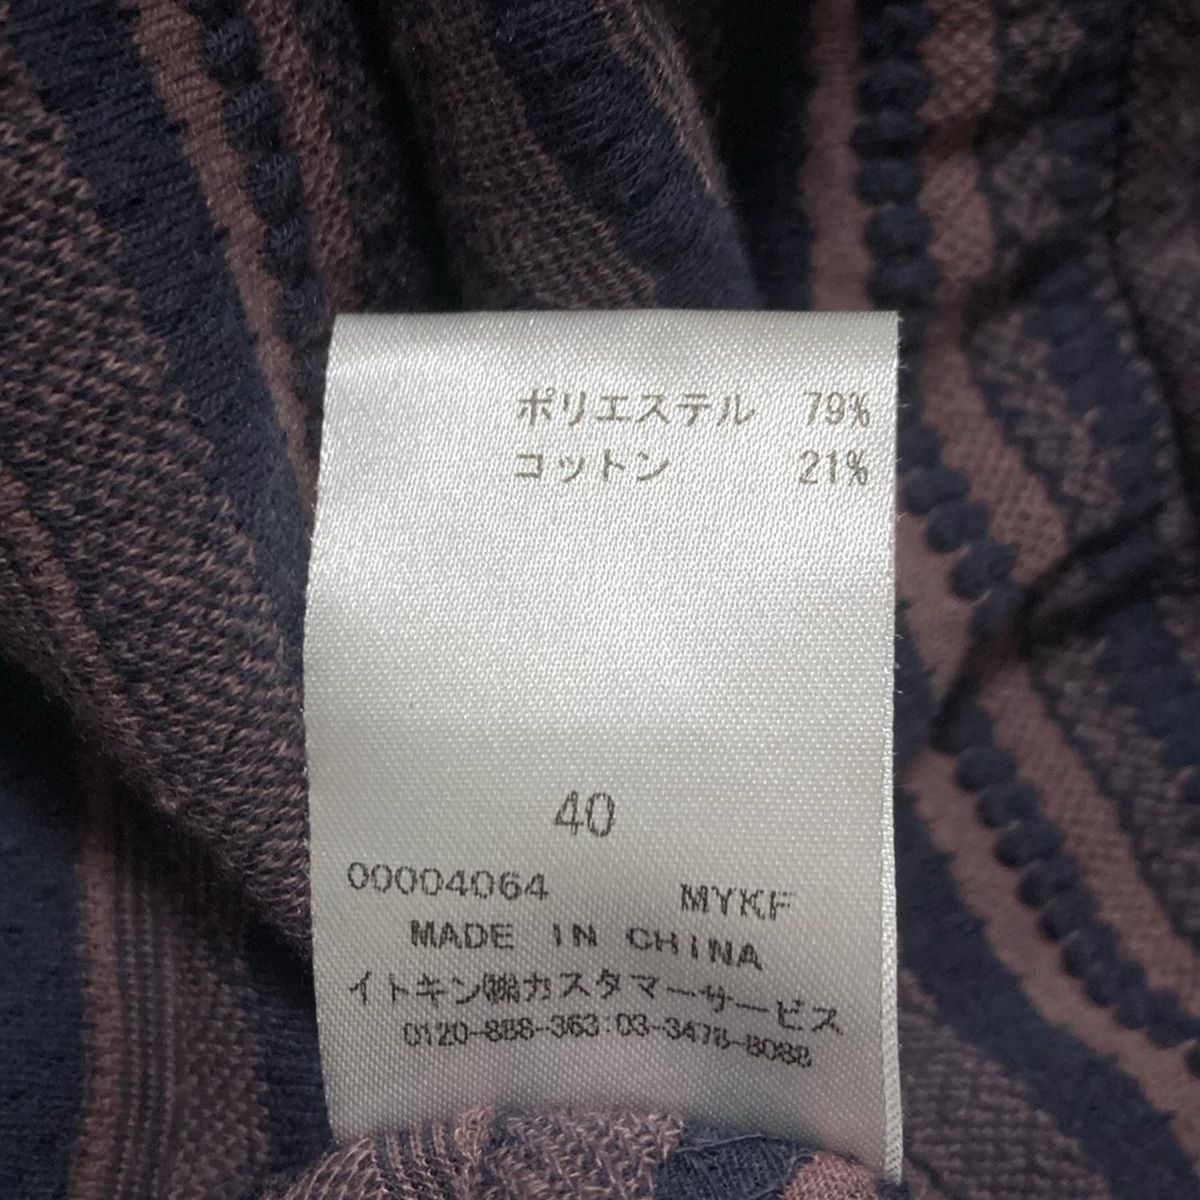 ポリエステル 79%
コットン 21%
40
00004064 MYKF
MADE IN CHINA
イトキン㈱カスタマーサービス
0120-888-363:03-3478-8088